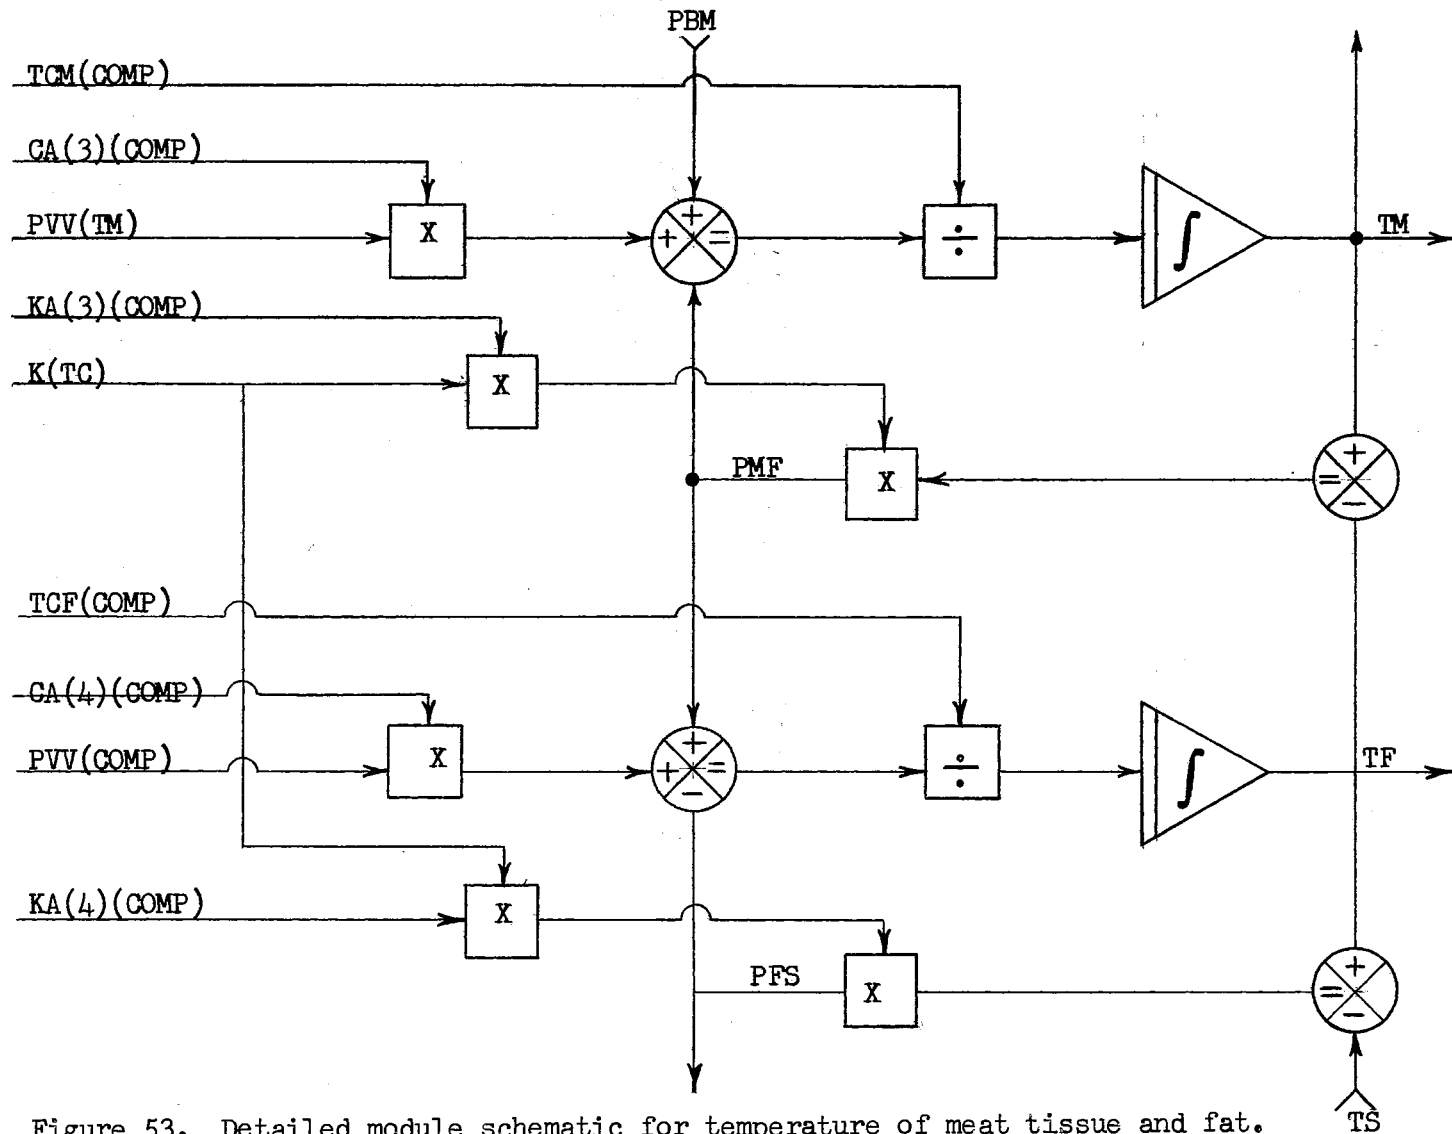 PBM
TCM(COMP)
CA(3)(COMP)
PVV(TM)
X
+
+
=
÷
∫
TM
KA(3)(COMP)
K(TC)
X
PMF
X
+
=
−
TCF(COMP)
CA(4)(COMP)
PVV(COMP)
X
+
+
=
−
÷
∫
TF
KA(4)(COMP)
X
PFS
X
+
=
−
TS
Figure 53. Detailed module schematic for temperature of meat tissue and fat.